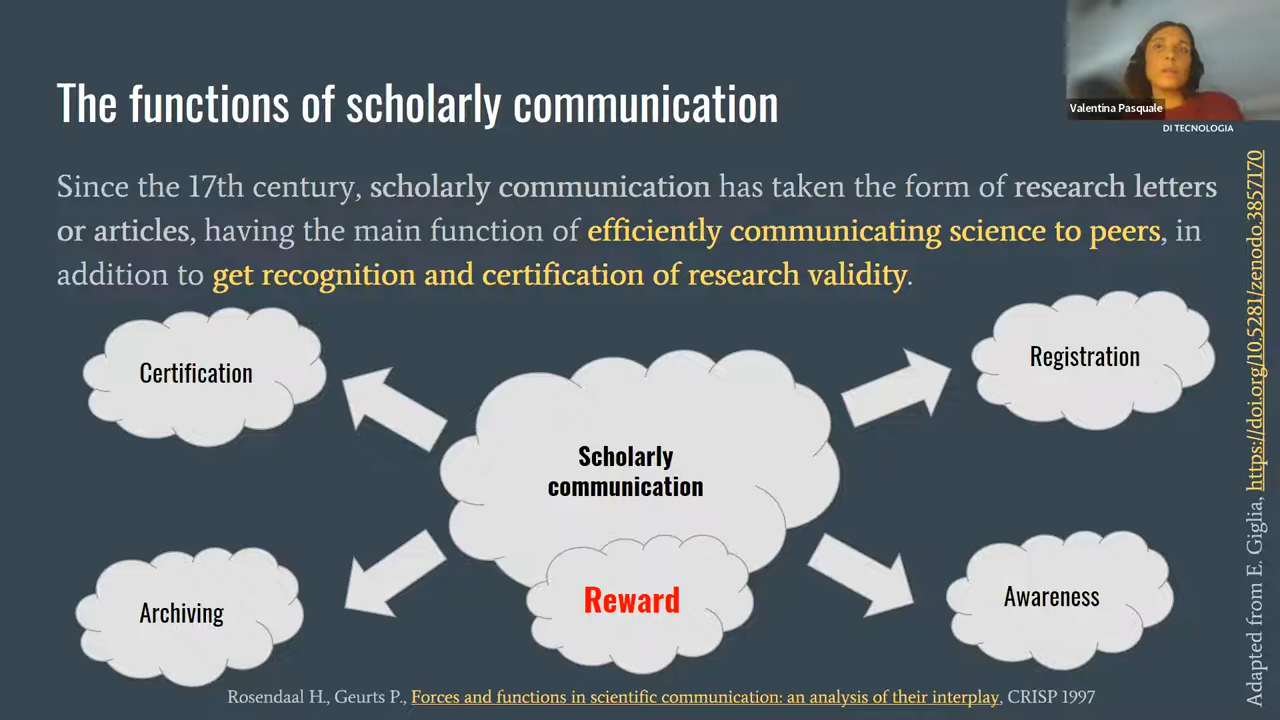 The functions of scholarly communication
Valentina Pasquale
DI TECNOLOGIA
Since the 17th century, scholarly communication has taken the form of research letters
or articles, having the main function of efficiently communicating science to peers, in
addition to get recognition and certification of research validity.
Certification
Registration
Scholarly
communication
Archiving
Reward
Awareness
Rosendaal H., Geurts P., Forces and functions in scientific communication: an analysis of their interplay, CRISP 1997
Adapted from E. Giglia, https://doi.org/10.5281/zenodo.3857170